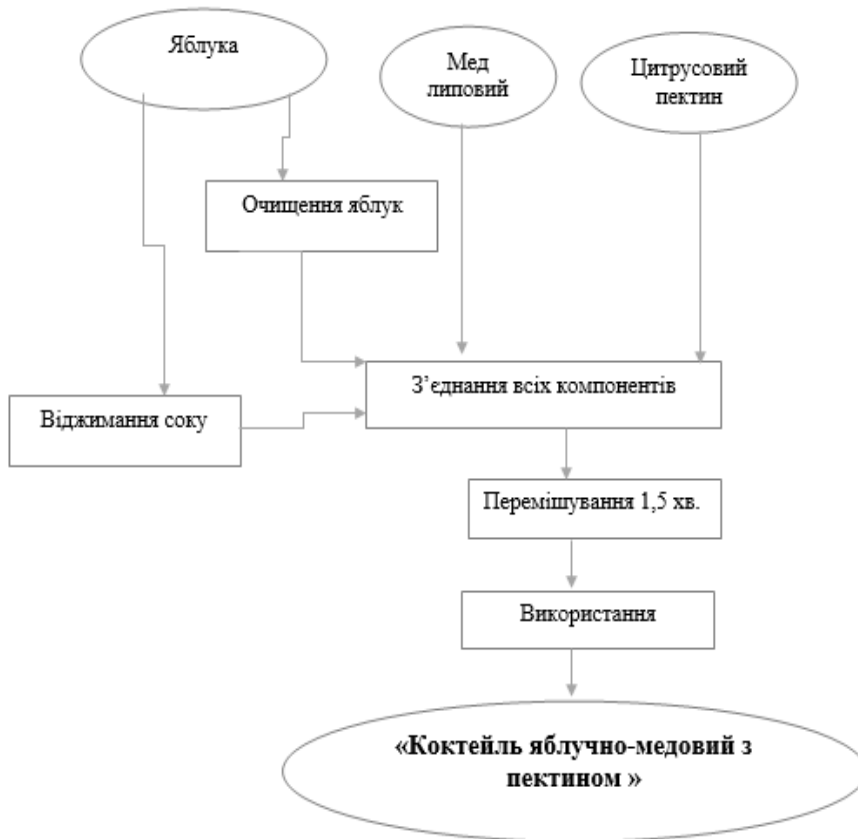 Яблука
Мед
липовий
Цитрусовий
пектин
Очищення яблук
З’єднання всіх компонентів
Віджимання соку
Перемішування 1,5 хв.
Використання
«Коктейль яблучно-медовий з
пектином »